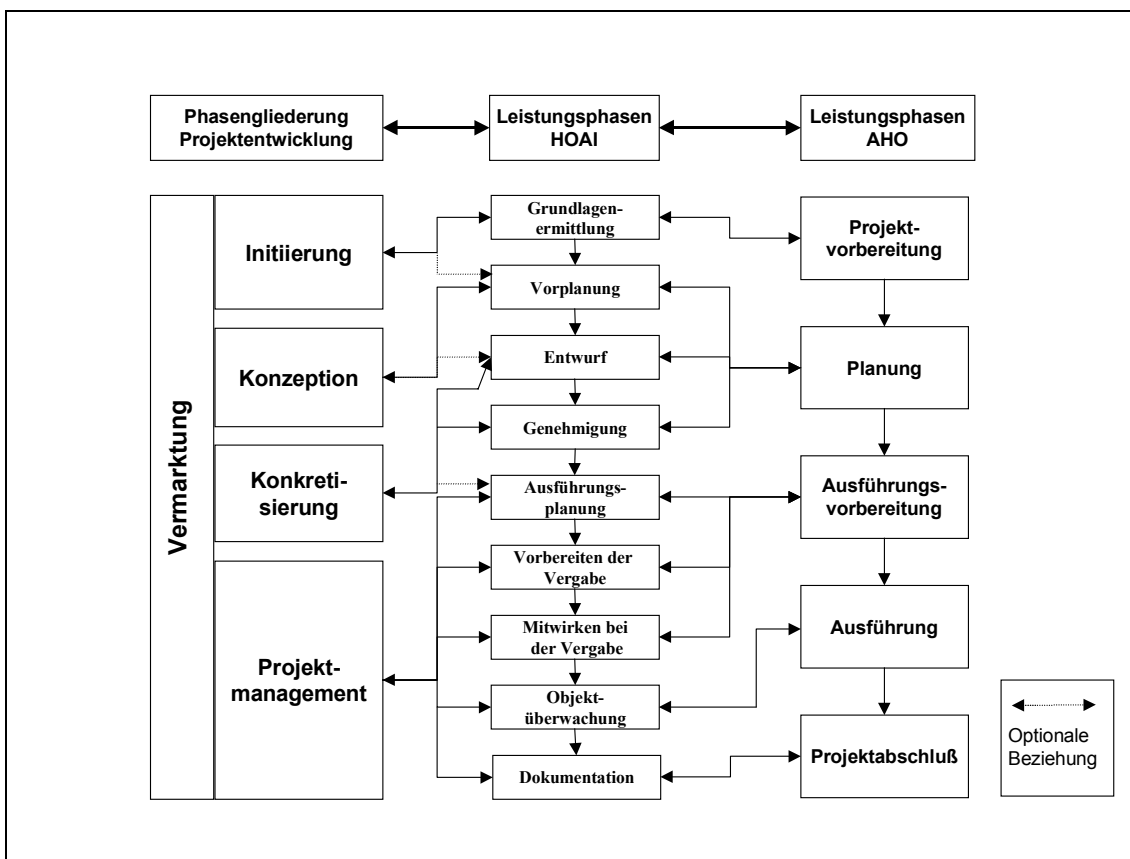 Phasengliederung
Projektentwicklung
Leistungsphasen
HOAI
Leistungsphasen
AHO
Vermarktung
Initiierung
Konzeption
Konkreti-
sierung
Projekt-
management
Grundlagen-
ermittlung
Vorplanung
Entwurf
Genehmigung
Ausführungs-
planung
Vorbereiten der
Vergabe
Mitwirken bei
der Vergabe
Objekt-
überwachung
Dokumentation
Projekt-
vorbereitung
Planung
Ausführungs-
vorbereitung
Ausführung
Projektabschluß
Optionale
Beziehung